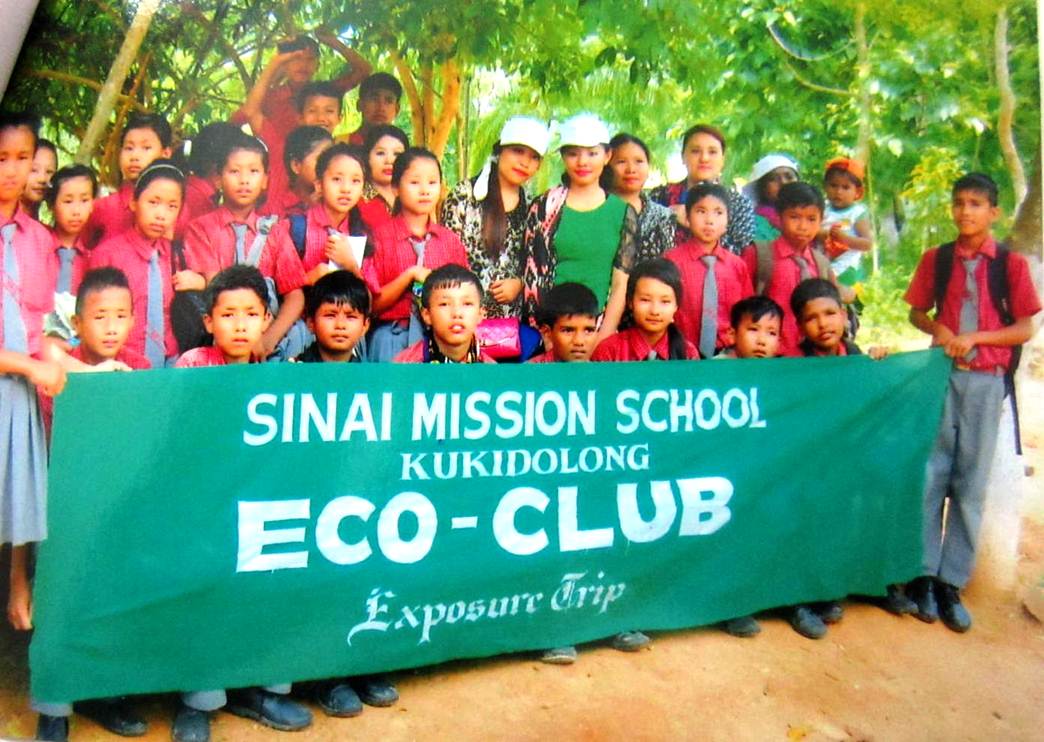 SINAI MISSION SCHOOL
KUKIDOLONG
ECO-CLUB
Exposure Trip